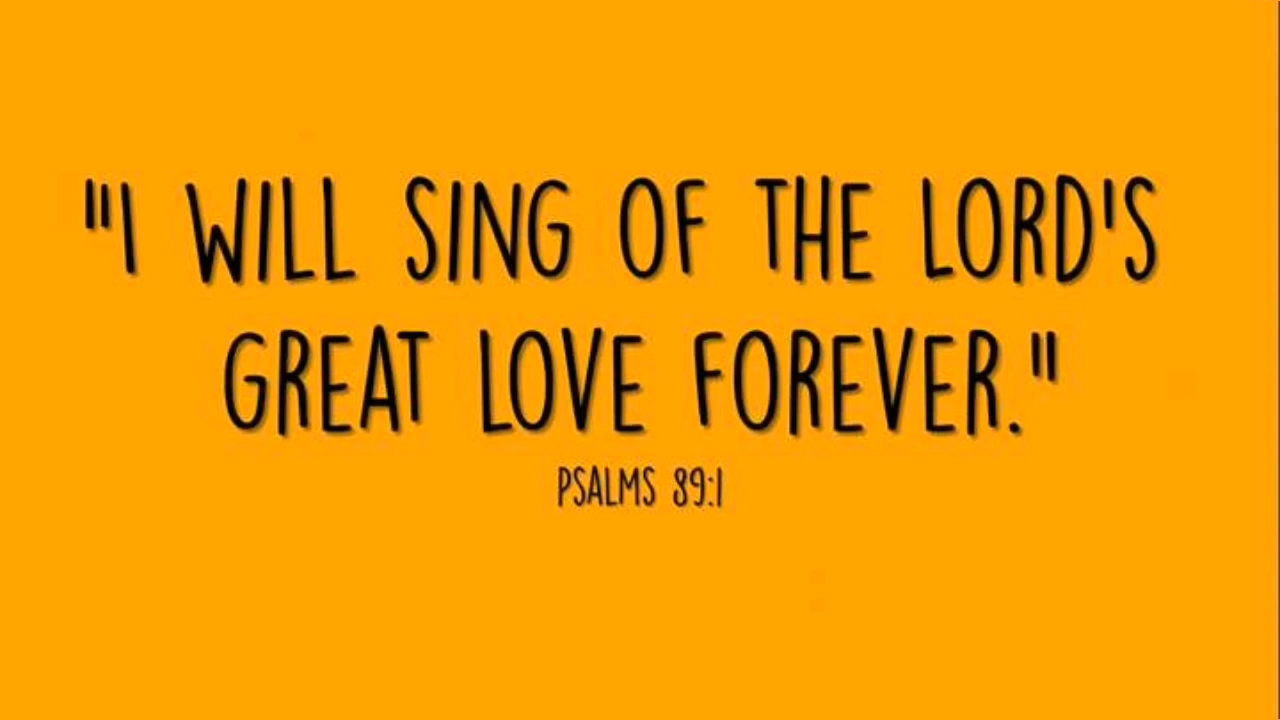 "I WILL SING OF THE LORD'S
GREAT LOVE FOREVER."
PSALMS 89:1